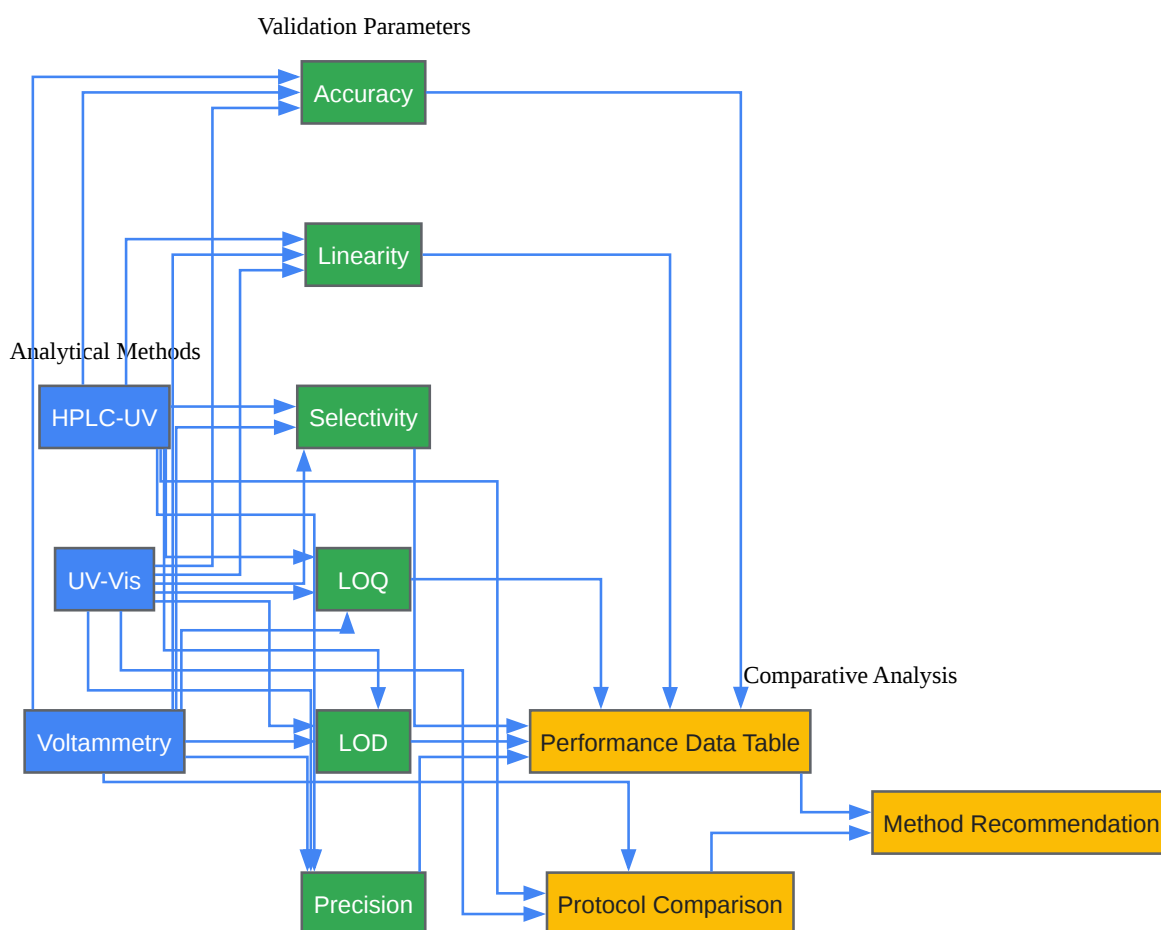 Validation Parameters
Accuracy
Linearity
Analytical Methods
HPLC-UV
Selectivity
UV-Vis
LOQ
Comparative Analysis
Voltammetry
LOD
Performance Data Table
Method Recommendation
Precision
Protocol Comparison